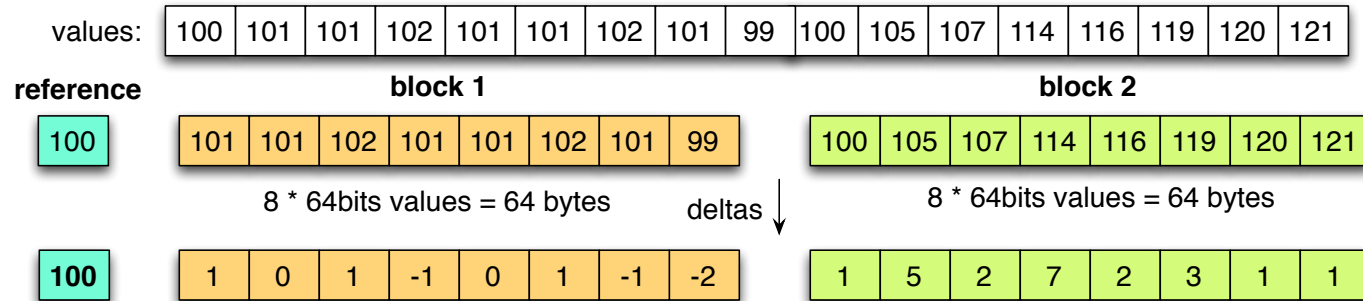 values: 100 101 101 102 101 101 102 101 99 100 105 107 114 116 119 120 121
reference block 1 block 2
100 101 101 102 101 101 102 101 99 100 105 107 114 116 119 120 121
8 * 64bits values = 64 bytes deltas 8 * 64bits values = 64 bytes
100 1 0 1 -1 0 1 -1 -2 1 5 2 7 2 3 1 1